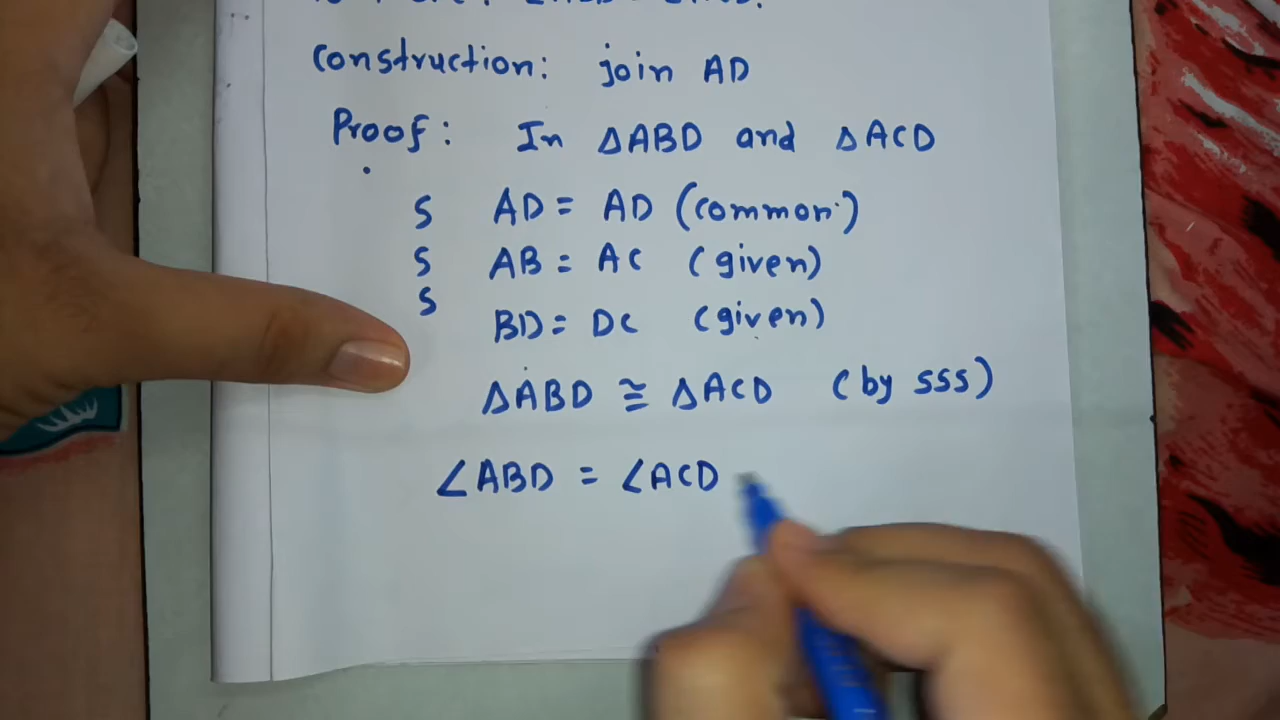 construction: join AD
Proof: In ΔABD and ΔACD
S AD = AD (common)
S AB = AC (given)
S BD = DC (given)
ΔABD ≅ ΔACD (by sss)
∠ABD = ∠ACD